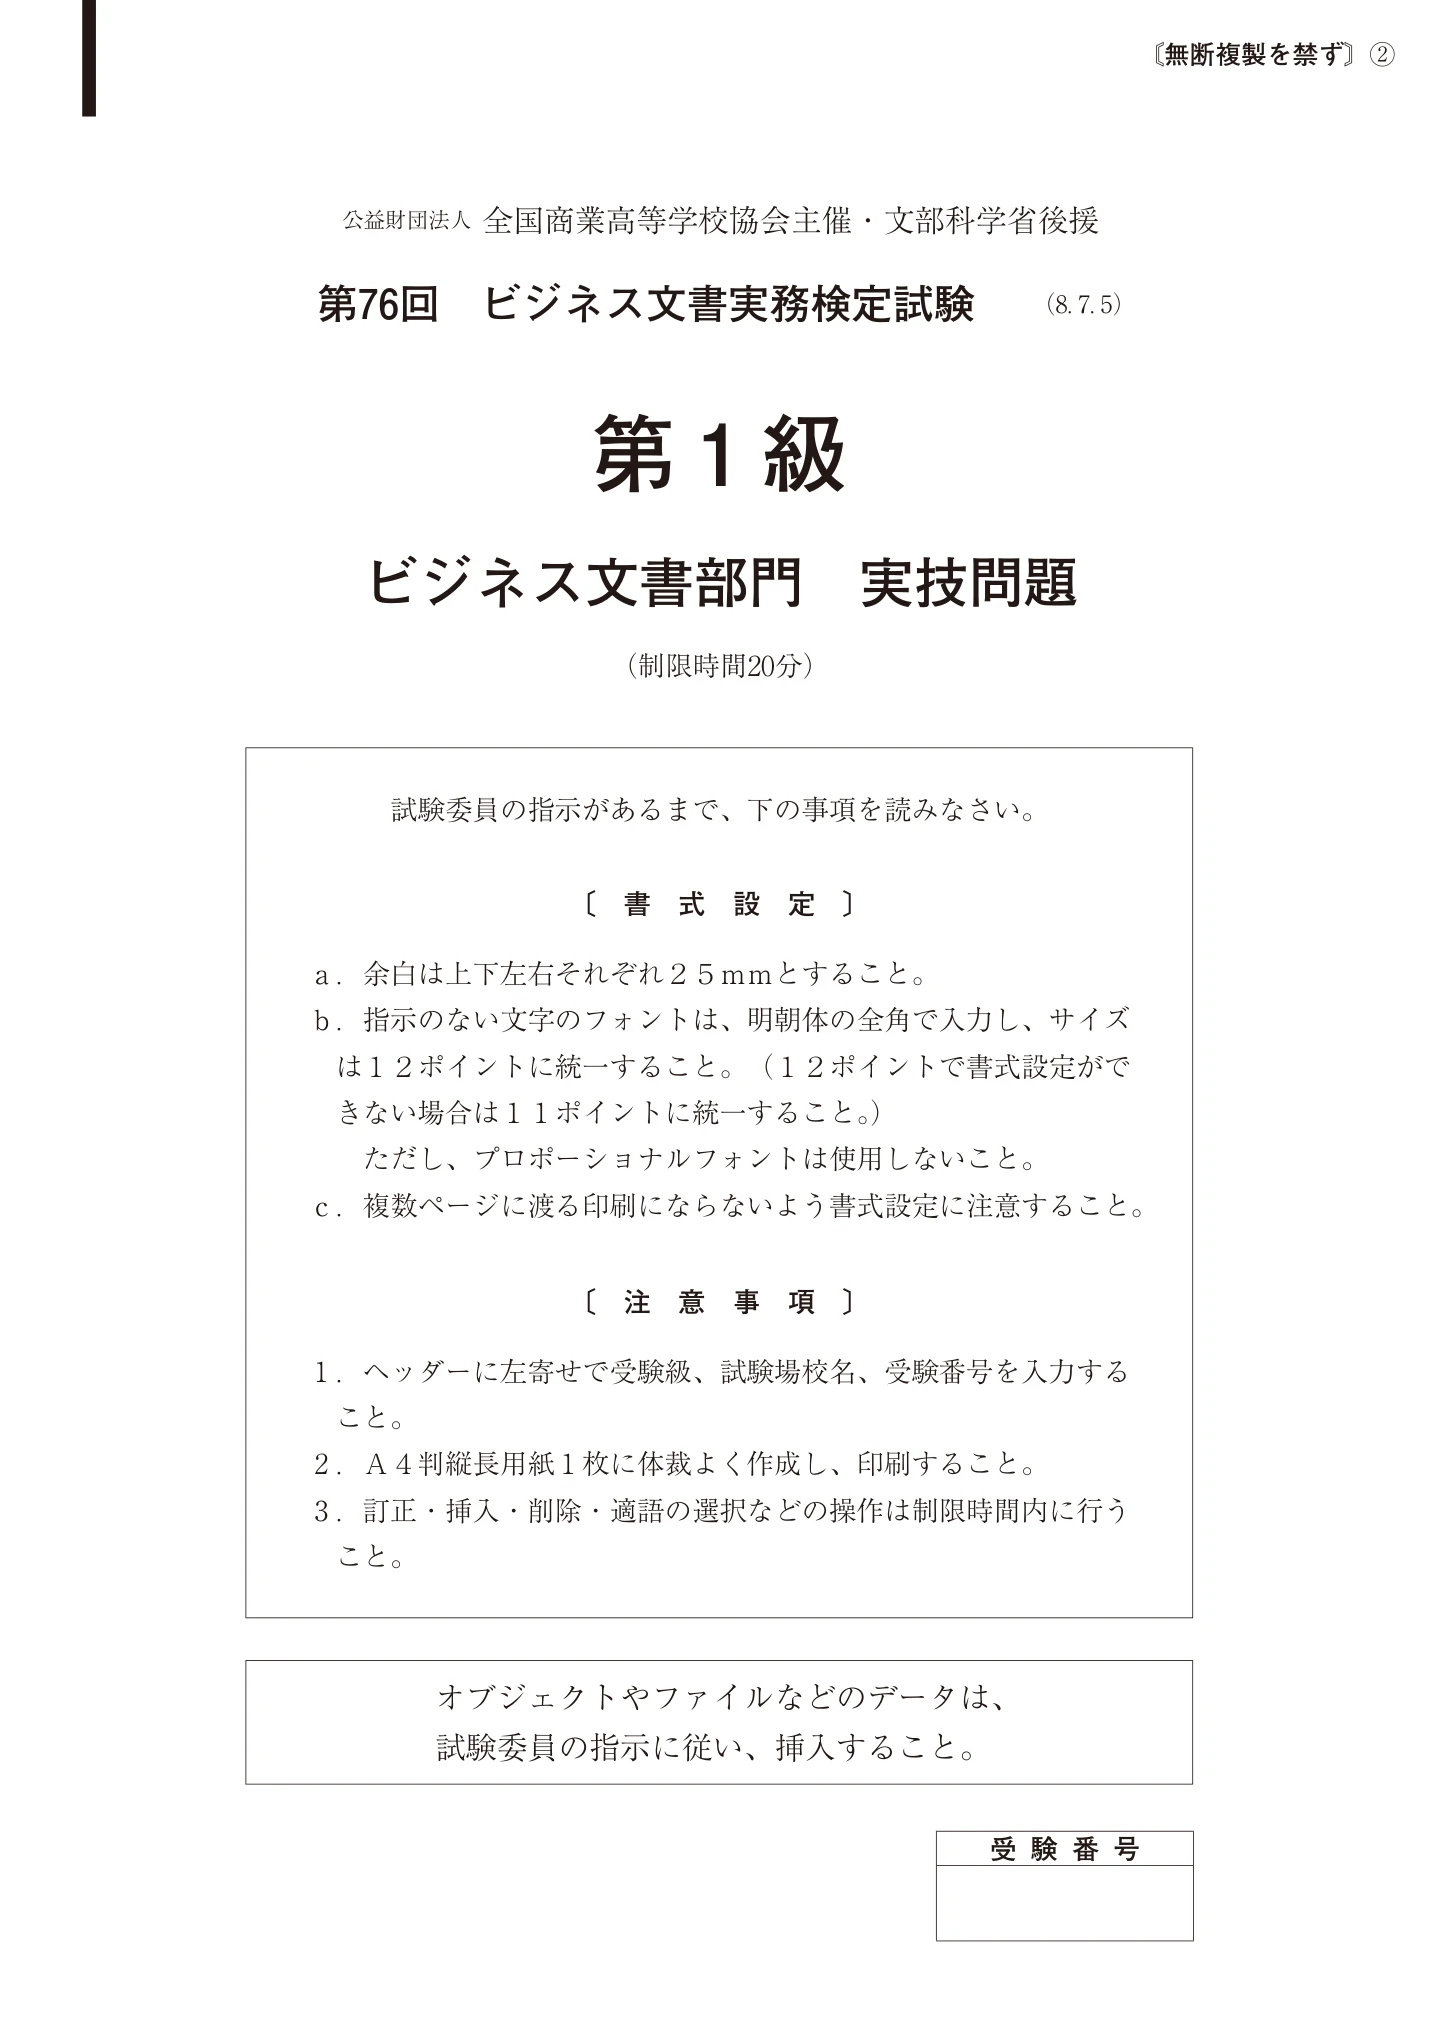 〔無断複製を禁ず〕②
公益財団法人 全国商業高等学校協会主催・文部科学省後援
第76回　ビジネス文書実務検定試験　（8. 7. 5）
第１級
ビジネス文書部門　実技問題
（制限時間20分）
試験委員の指示があるまで、下の事項を読みなさい。
〔　書　式　設　定　〕
ａ．余白は上下左右それぞれ２５ｍｍとすること。
ｂ．指示のない文字のフォントは、明朝体の全角で入力し、サイズ
は１２ポイントに統一すること。（１２ポイントで書式設定がで
きない場合は１１ポイントに統一すること。）
ただし、プロポーショナルフォントは使用しないこと。
ｃ．複数ページに渡る印刷にならないよう書式設定に注意すること。
〔　注　意　事　項　〕
１．ヘッダーに左寄せで受験級、試験場校名、受験番号を入力する
こと。
２．Ａ４判縦長用紙１枚に体裁よく作成し、印刷すること。
３．訂正・挿入・削除・適語の選択などの操作は制限時間内に行う
こと。
オブジェクトやファイルなどのデータは、
試験委員の指示に従い、挿入すること。
受　験　番　号